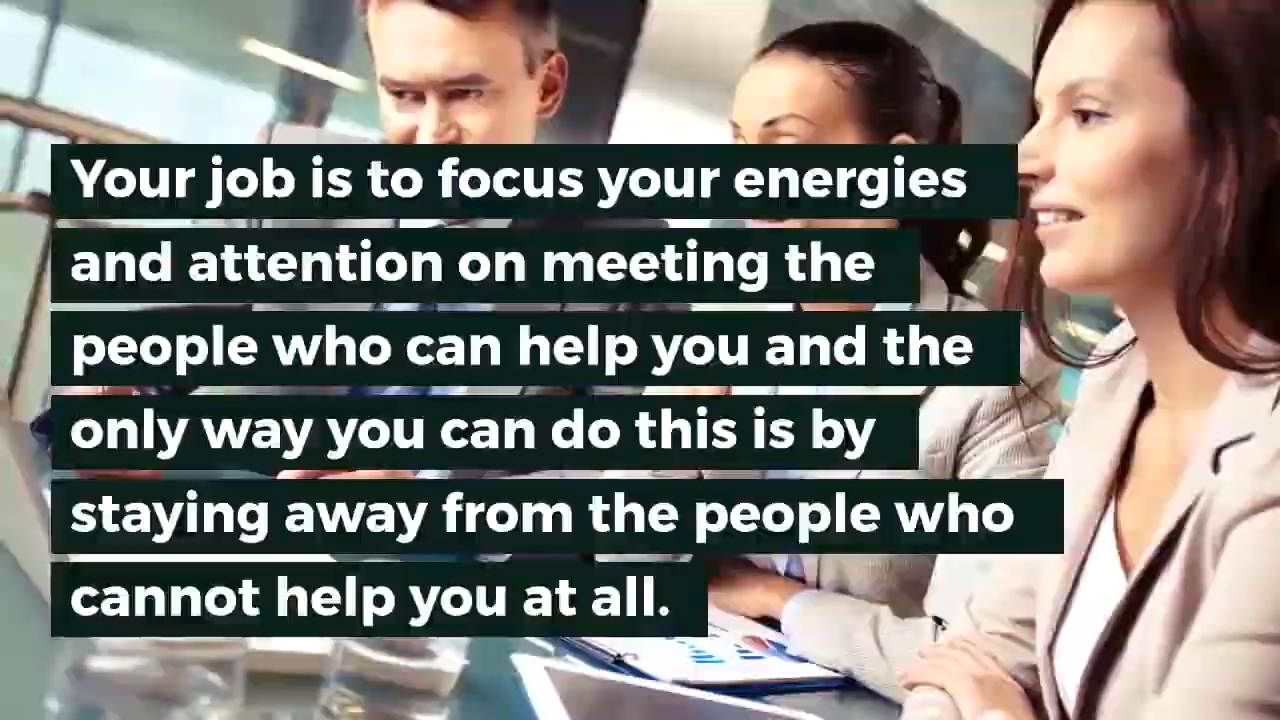 Your job is to focus your energies
and attention on meeting the
people who can help you and the
only way you can do this is by
staying away from the people who
cannot help you at all.